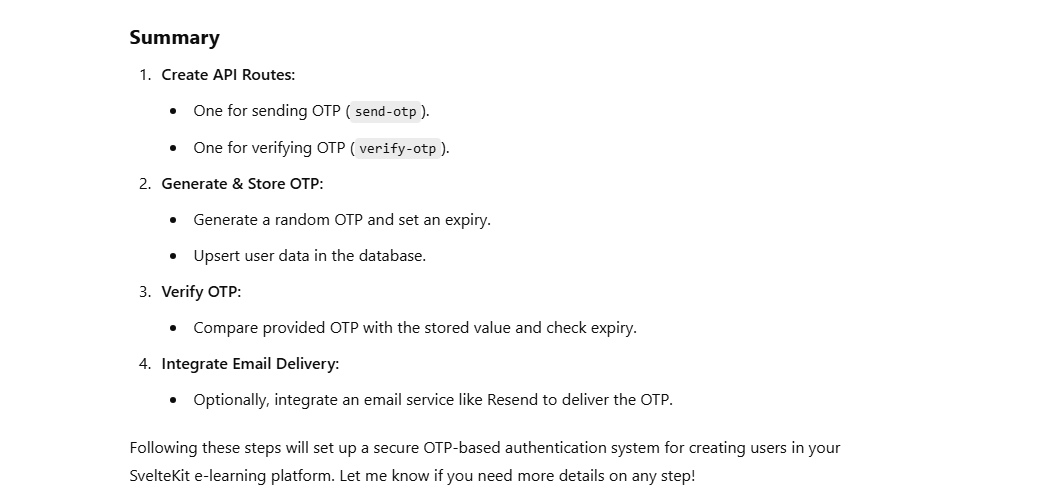 Summary
1. Create API Routes:
• One for sending OTP ( send-otp ).
• One for verifying OTP ( verify-otp ).
2. Generate & Store OTP:
• Generate a random OTP and set an expiry.
• Upsert user data in the database.
3. Verify OTP:
• Compare provided OTP with the stored value and check expiry.
4. Integrate Email Delivery:
• Optionally, integrate an email service like Resend to deliver the OTP.
Following these steps will set up a secure OTP-based authentication system for creating users in your
SvelteKit e-learning platform. Let me know if you need more details on any step!